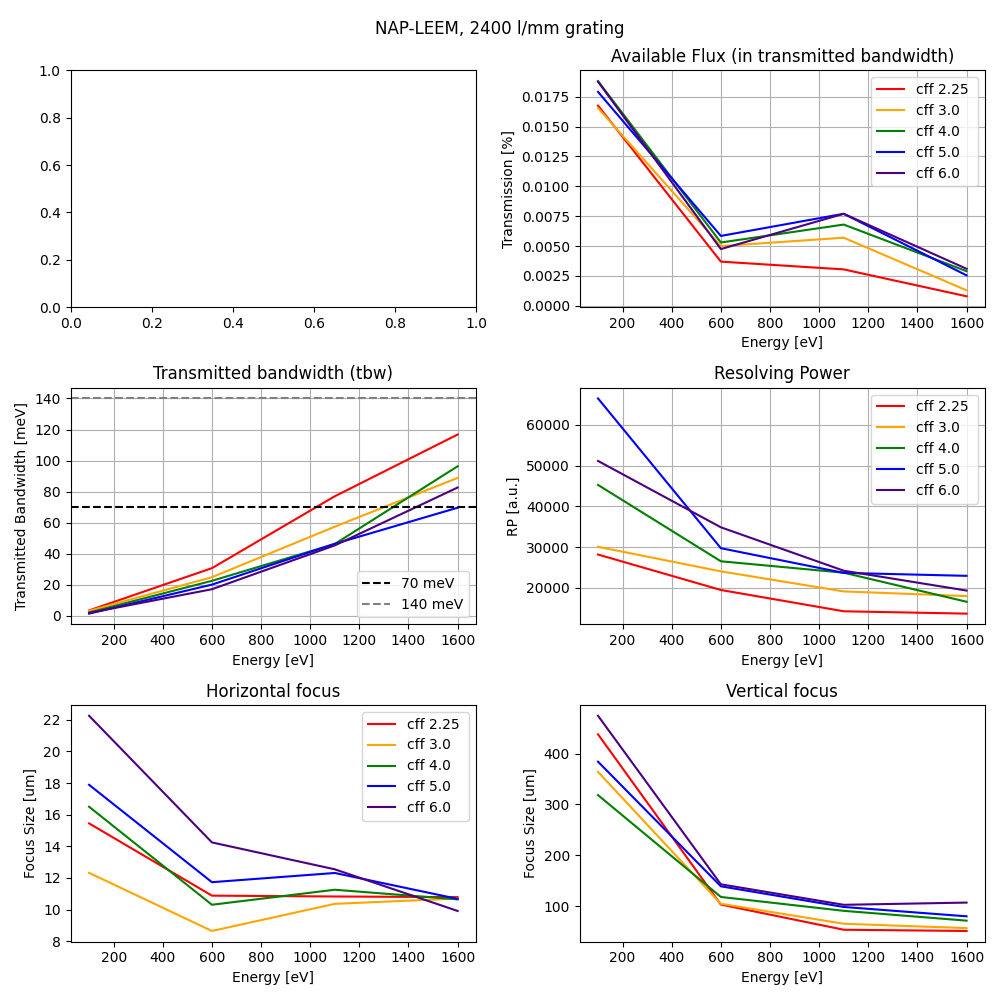 NAP-LEEM, 2400 l/mm grating
1.0
0.8
0.6
0.4
0.2
0.0
0.0 0.2 0.4 0.6 0.8 1.0
Available Flux (in transmitted bandwidth)
Transmission [%]
0.0175
0.0150
0.0125
0.0100
0.0075
0.0050
0.0025
0.0000
cff 2.25
cff 3.0
cff 4.0
cff 5.0
cff 6.0
200 400 600 800 1000 1200 1400 1600
Energy [eV]
Transmitted bandwidth (tbw)
Transmitted Bandwidth [meV]
140
120
100
80
60
40
20
0
70 meV
140 meV
200 400 600 800 1000 1200 1400 1600
Energy [eV]
Resolving Power
RP [a.u.]
60000
50000
40000
30000
20000
cff 2.25
cff 3.0
cff 4.0
cff 5.0
cff 6.0
200 400 600 800 1000 1200 1400 1600
Energy [eV]
Horizontal focus
Focus Size [um]
22
20
18
16
14
12
10
8
cff 2.25
cff 3.0
cff 4.0
cff 5.0
cff 6.0
200 400 600 800 1000 1200 1400 1600
Energy [eV]
Vertical focus
Focus Size [um]
400
300
200
100
200 400 600 800 1000 1200 1400 1600
Energy [eV]